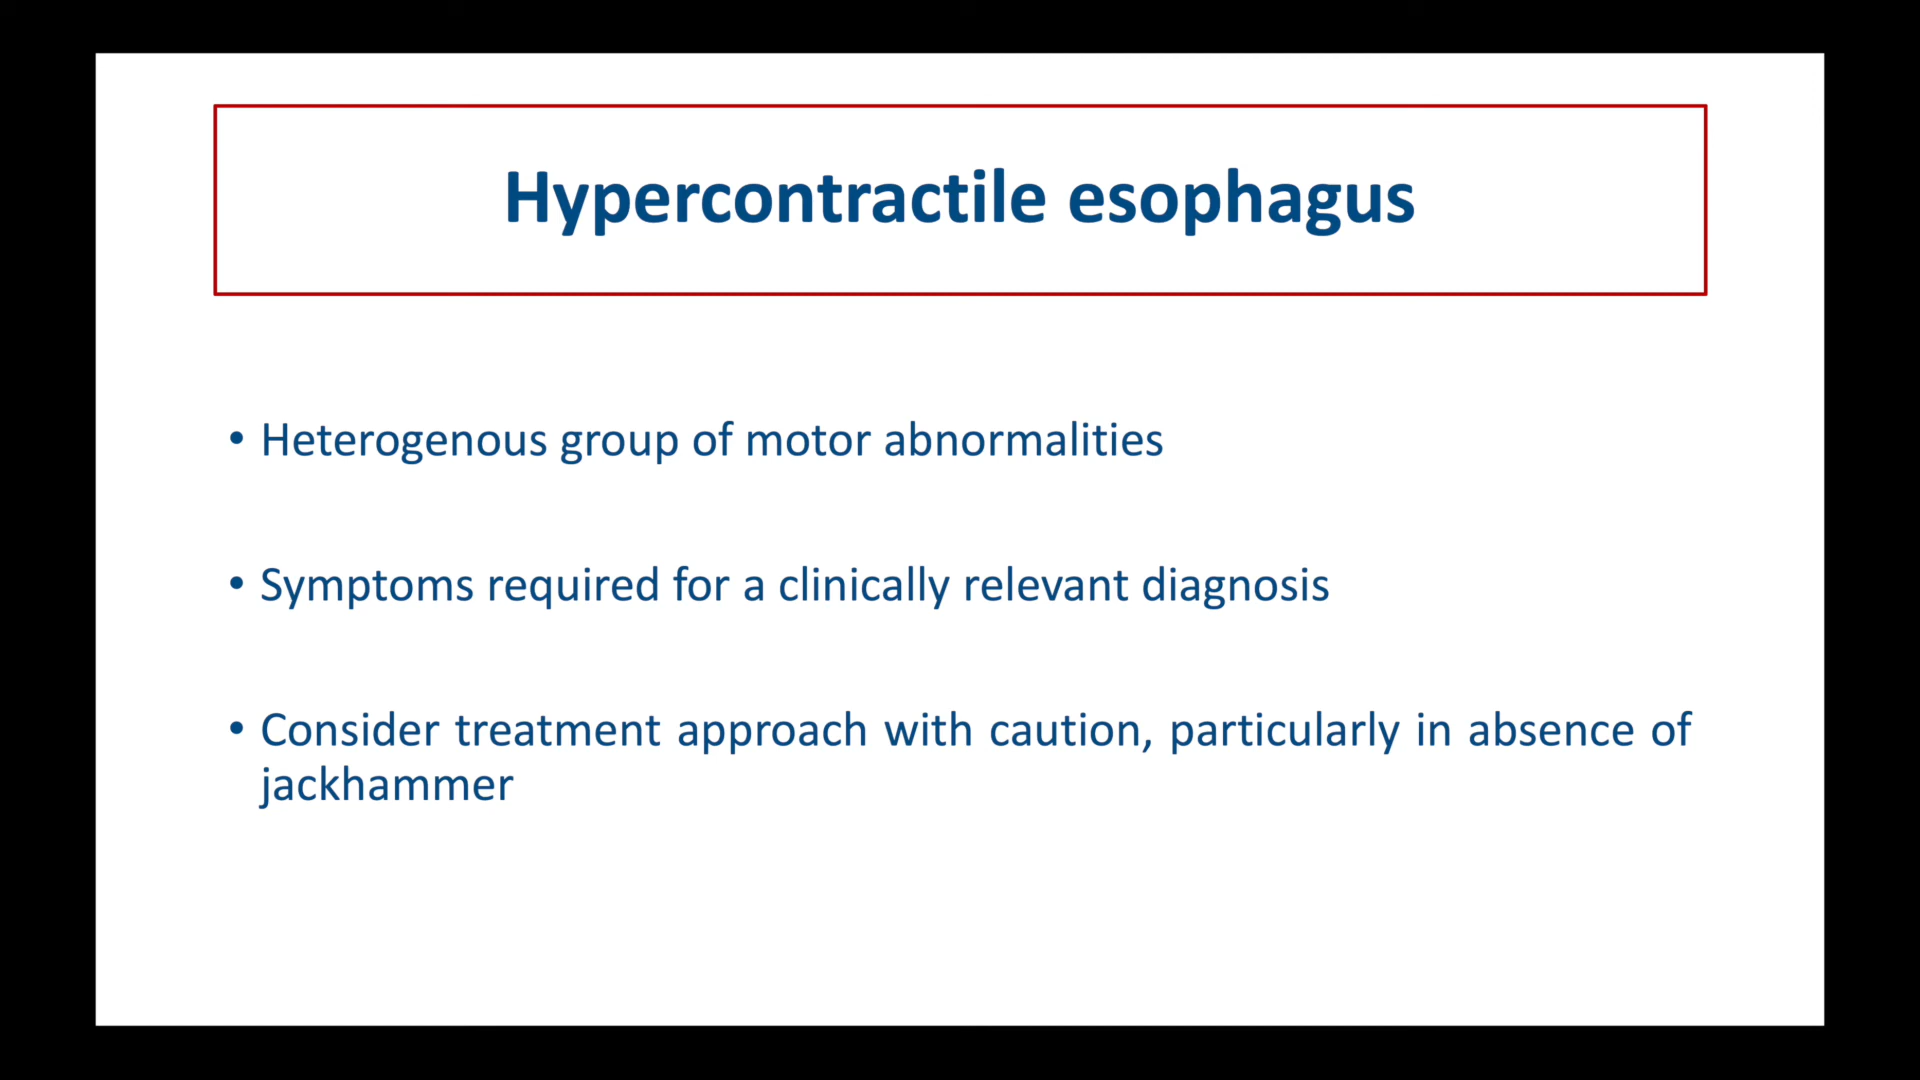 Hypercontractile esophagus
• Heterogenous group of motor abnormalities
• Symptoms required for a clinically relevant diagnosis
• Consider treatment approach with caution, particularly in absence of
jackhammer